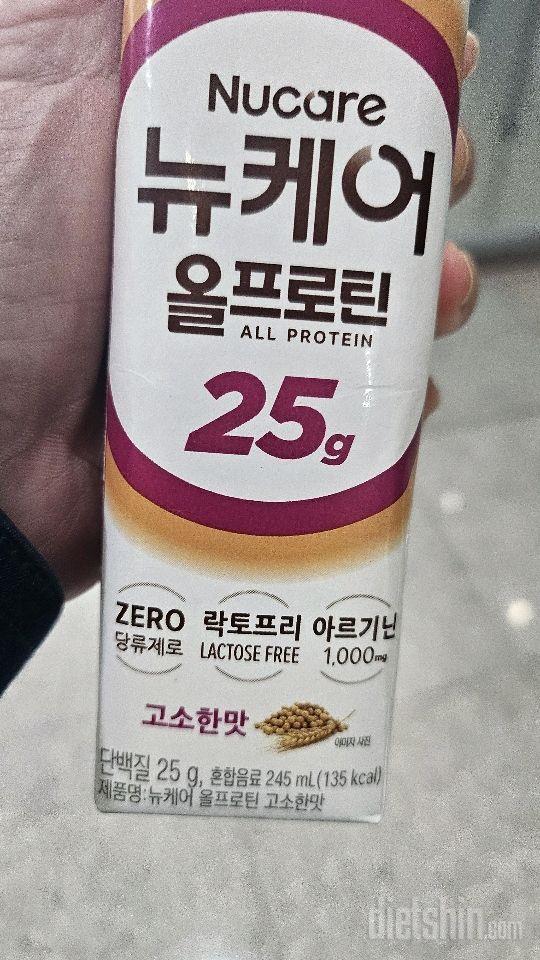 Nucare
뉴케어
올프로틴
ALL PROTEIN
25g
ZERO 락토프리 아르기닌
당류제로 LACTOSE FREE 1,000mg
고소한맛
이미지 사진
단백질 25 g, 혼합음료 245 mL(135 kcal)
제품명:뉴케어 올프로틴 고소한맛
dietshin.com